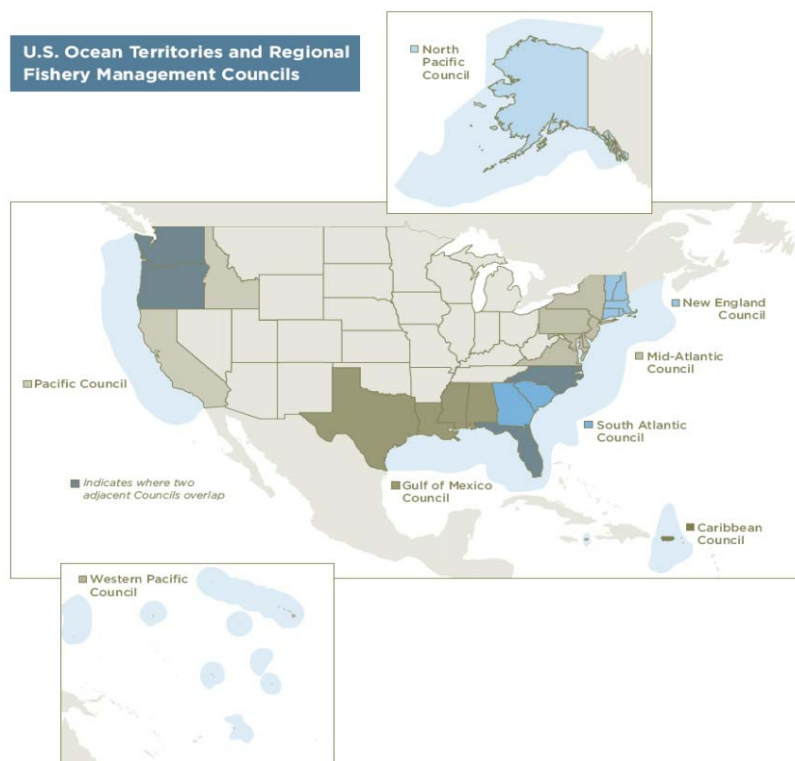 U.S. Ocean Territories and Regional
Fishery Management Councils
North
Pacific
Council
New England
Council
Mid-Atlantic
Council
Pacific Council
South Atlantic
Council
Indicates where two
adjacent Councils overlap
Gulf of Mexico
Council
Caribbean
Council
Western Pacific
Council